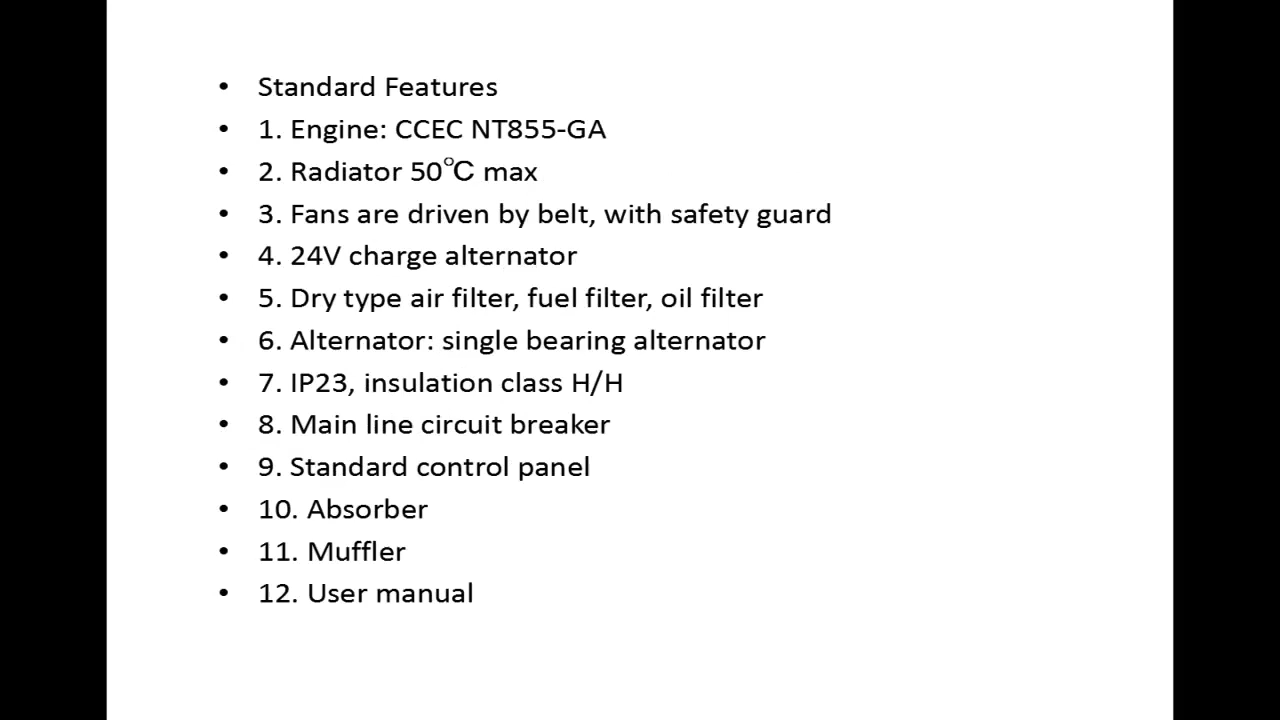 • Standard Features
• 1. Engine: CCEC NT855-GA
• 2. Radiator 50℃ max
• 3. Fans are driven by belt, with safety guard
• 4. 24V charge alternator
• 5. Dry type air filter, fuel filter, oil filter
• 6. Alternator: single bearing alternator
• 7. IP23, insulation class H/H
• 8. Main line circuit breaker
• 9. Standard control panel
• 10. Absorber
• 11. Muffler
• 12. User manual